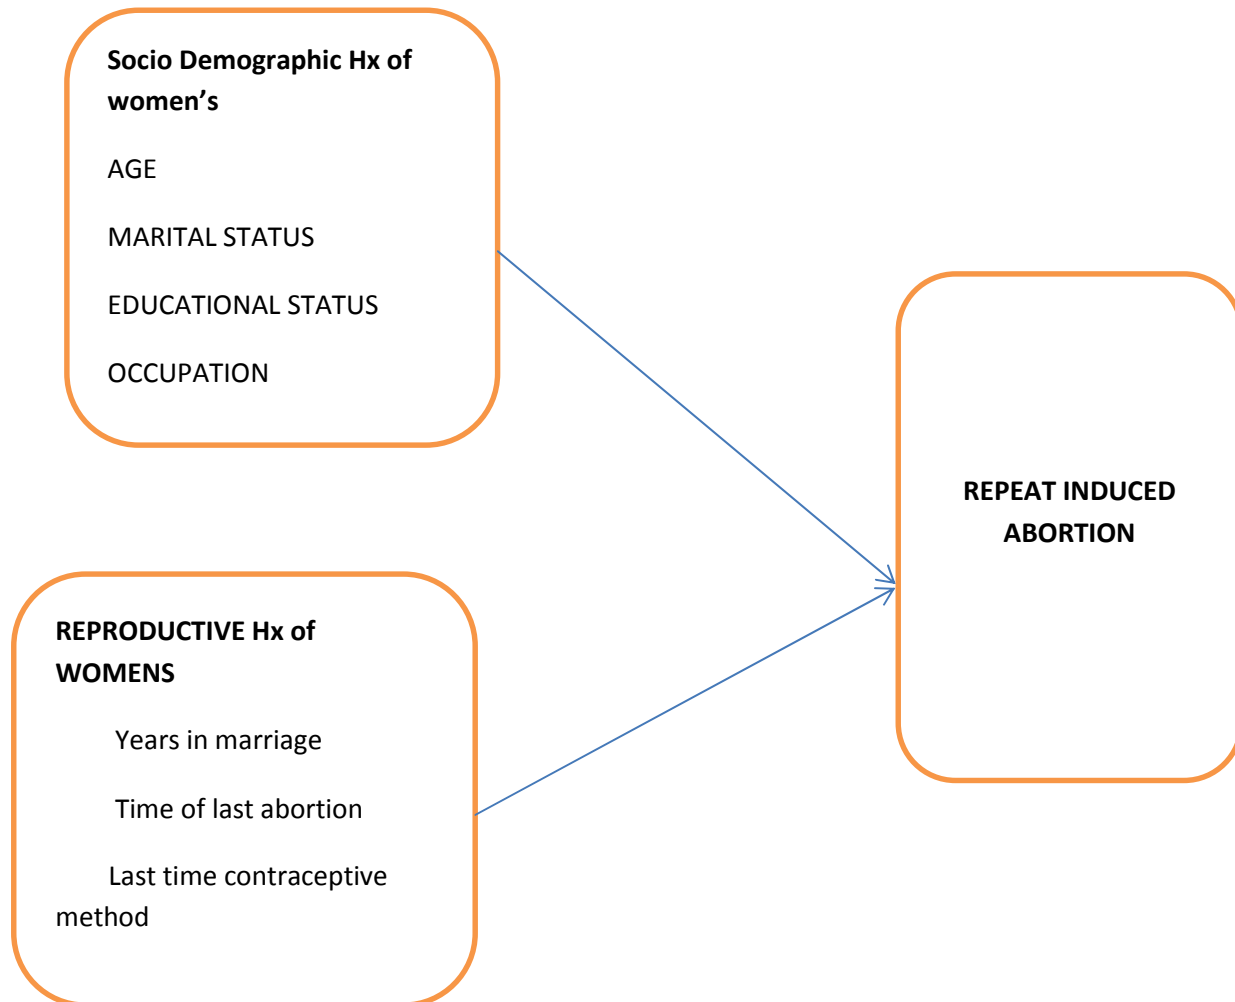 Socio Demographic Hx of
women’s
AGE
MARITAL STATUS
EDUCATIONAL STATUS
OCCUPATION
REPEAT INDUCED
ABORTION
REPRODUCTIVE Hx of
WOMENS
Years in marriage
Time of last abortion
Last time contraceptive
method